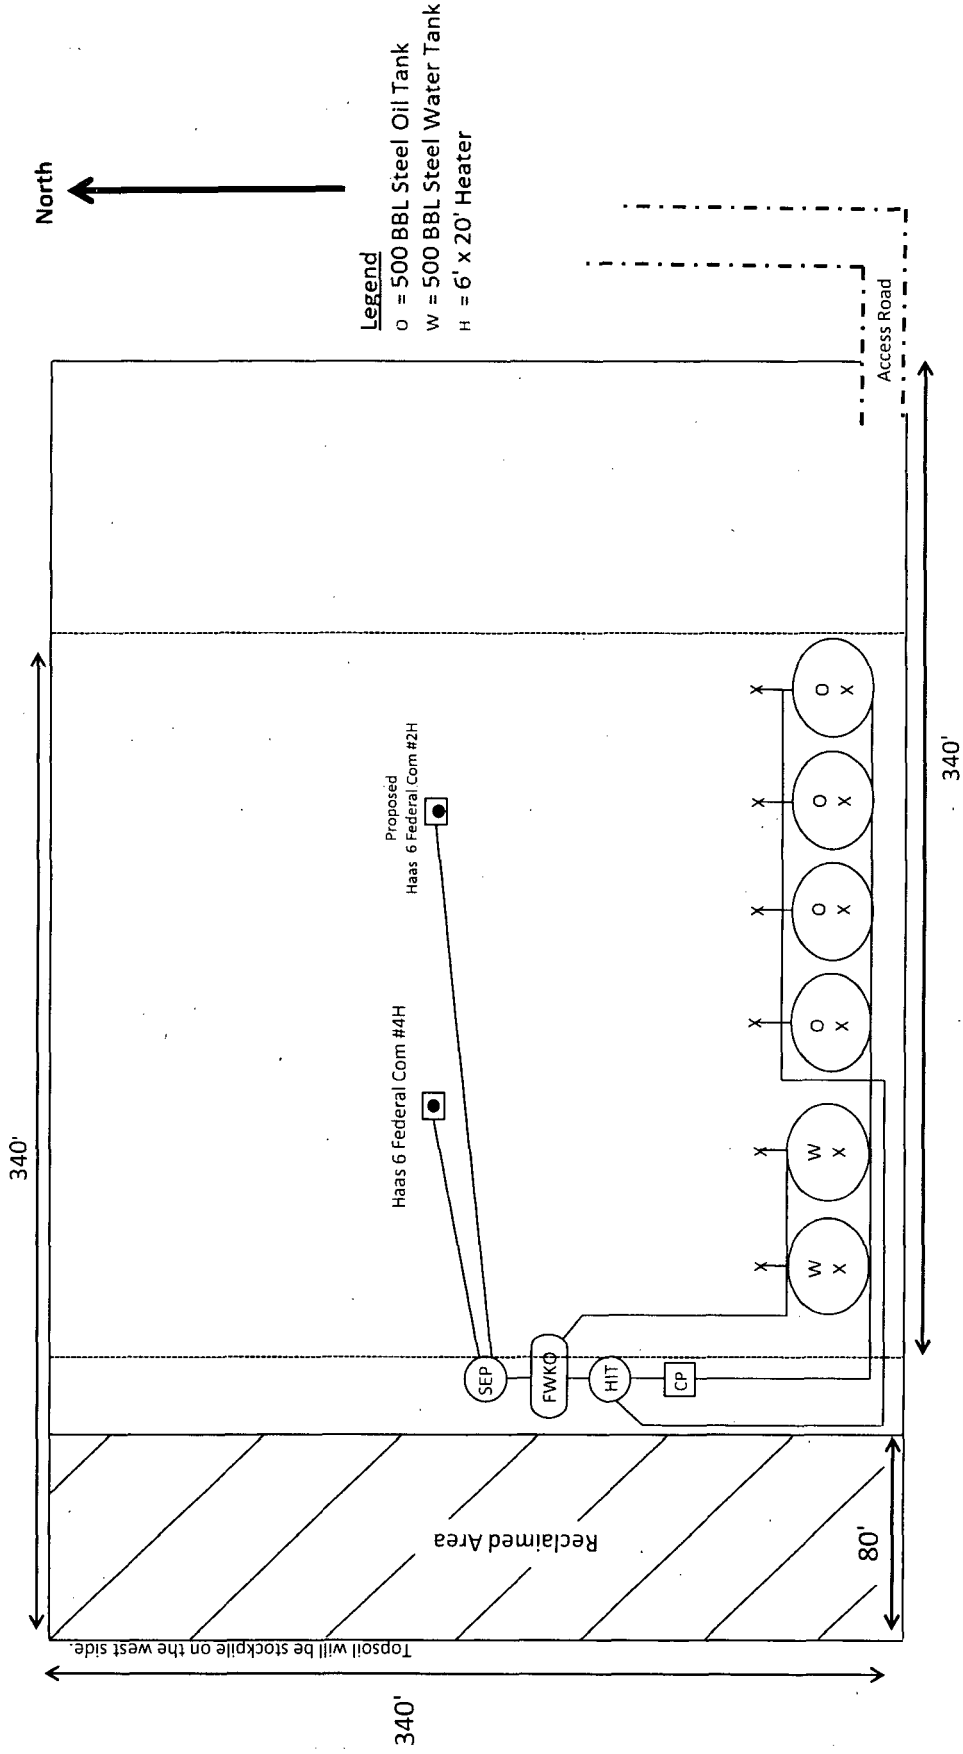 North
Legend
O = 500 BBL Steel Oil Tank
W = 500 BBL Steel Water Tank
H = 6' x 20' Heater
Access Road
340'
340'
Proposed
Haas 6 Federal Com #2H
Haas 6 Federal Com #4H
X X X X X X
O O O O W W
X X X X X X
SEP
FWKO
HIT
CP
Reclaimed Area
80'
Topsoil will be stockpile on the west side.
340'